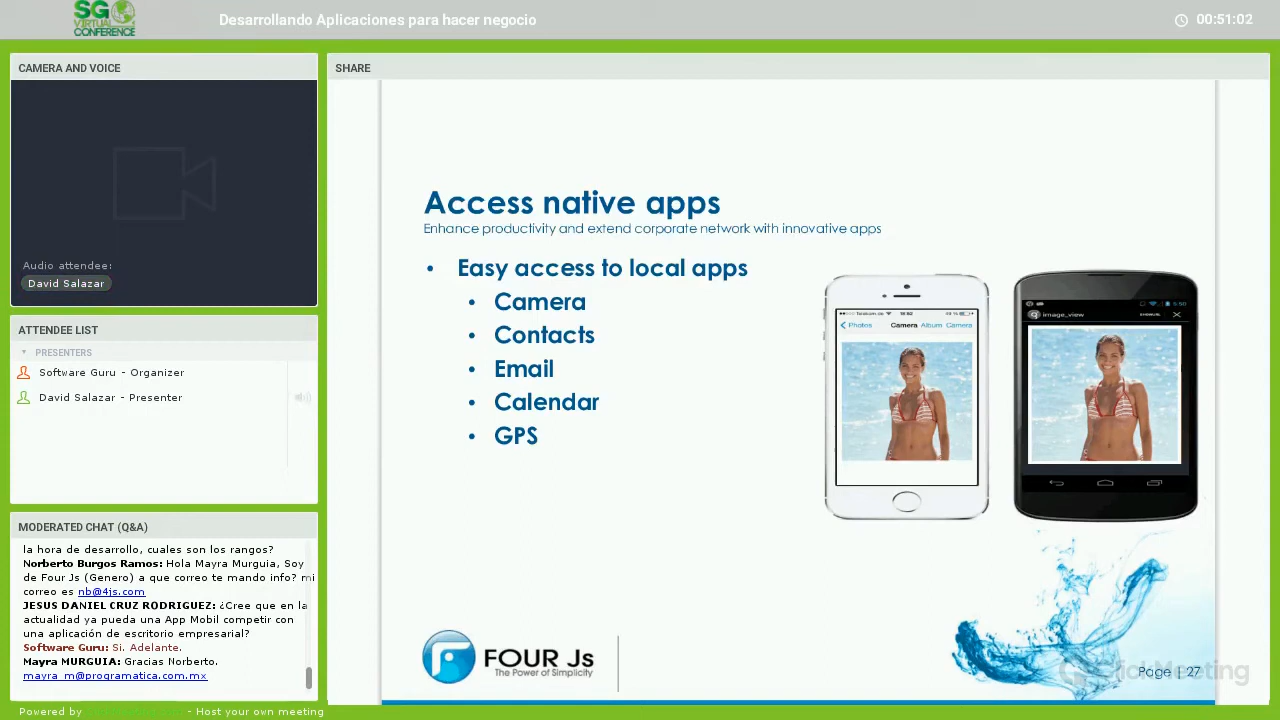 SG
VIRTUAL
CONFERENCE
Desarrollando Aplicaciones para hacer negocio
00:51:02
CAMERA AND VOICE
Audio attendee:
David Salazar
ATTENDEE LIST
PRESENTERS
Software Guru - Organizer
David Salazar - Presenter
MODERATED CHAT (Q&A)
la hora de desarrollo, cuales son los rangos?
Norberto Burgos Ramos: Hola Mayra Murguia, Soy
de Four Js (Genero) a que correo te mando info? mi
correo es nb@4js.com
JESUS DANIEL CRUZ RODRIGUEZ: ¿Cree que en la
actualidad ya pueda una App Mobil competir con
una aplicación de escritorio empresarial?
Software Guru: Si. Adelante.
Mayra MURGUIA: Gracias Norberto.
mayra_m@programatica.com.mx
Powered by - Host your own meeting
SHARE
Access native apps
Enhance productivity and extend corporate network with innovative apps
• Easy access to local apps
• Camera
• Contacts
• Email
• Calendar
• GPS
Photos Camera Album Camera
5:50
image_view
FOUR Js
The Power of Simplicity
Page 27
ClickMeeting